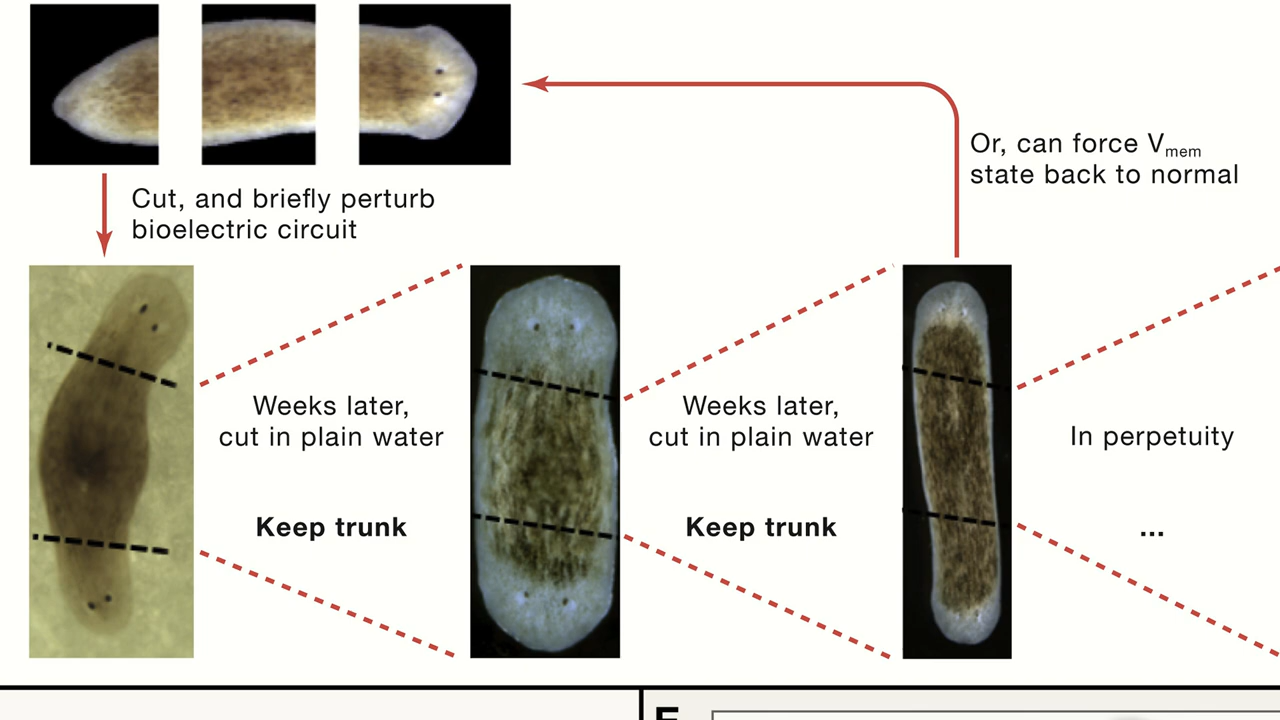 Cut, and briefly perturb
bioelectric circuit
Or, can force Vmem
state back to normal
Weeks later,
cut in plain water
Keep trunk
Weeks later,
cut in plain water
Keep trunk
In perpetuity
...